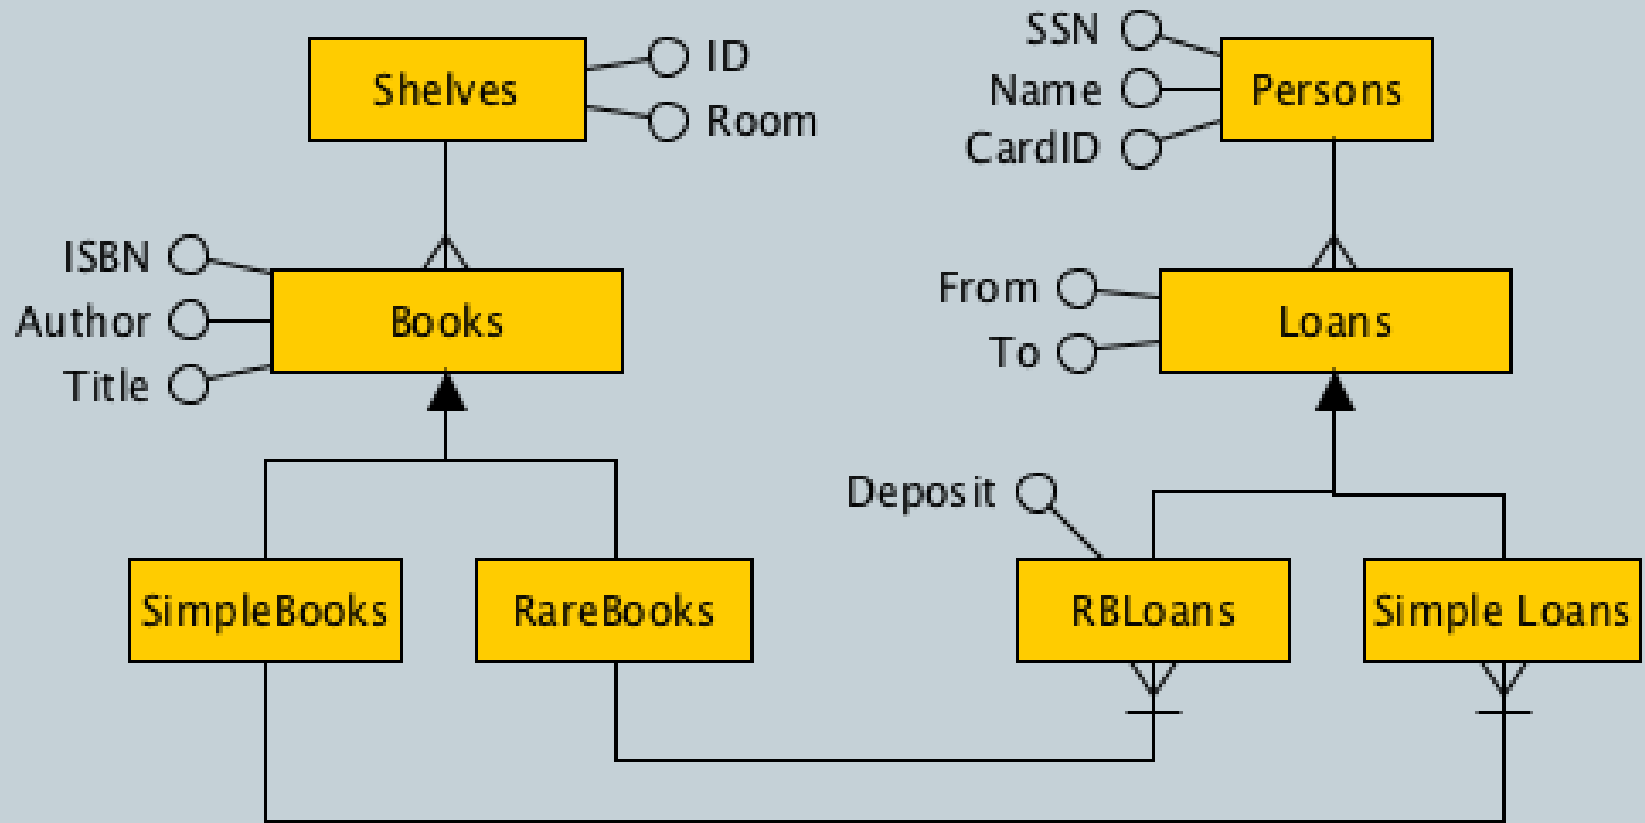 SSN
Shelves
ID
Name
Persons
Room
CardID
ISBN
From
Author
Books
Loans
To
Title
Deposit
SimpleBooks
RareBooks
RBLoans
Simple Loans